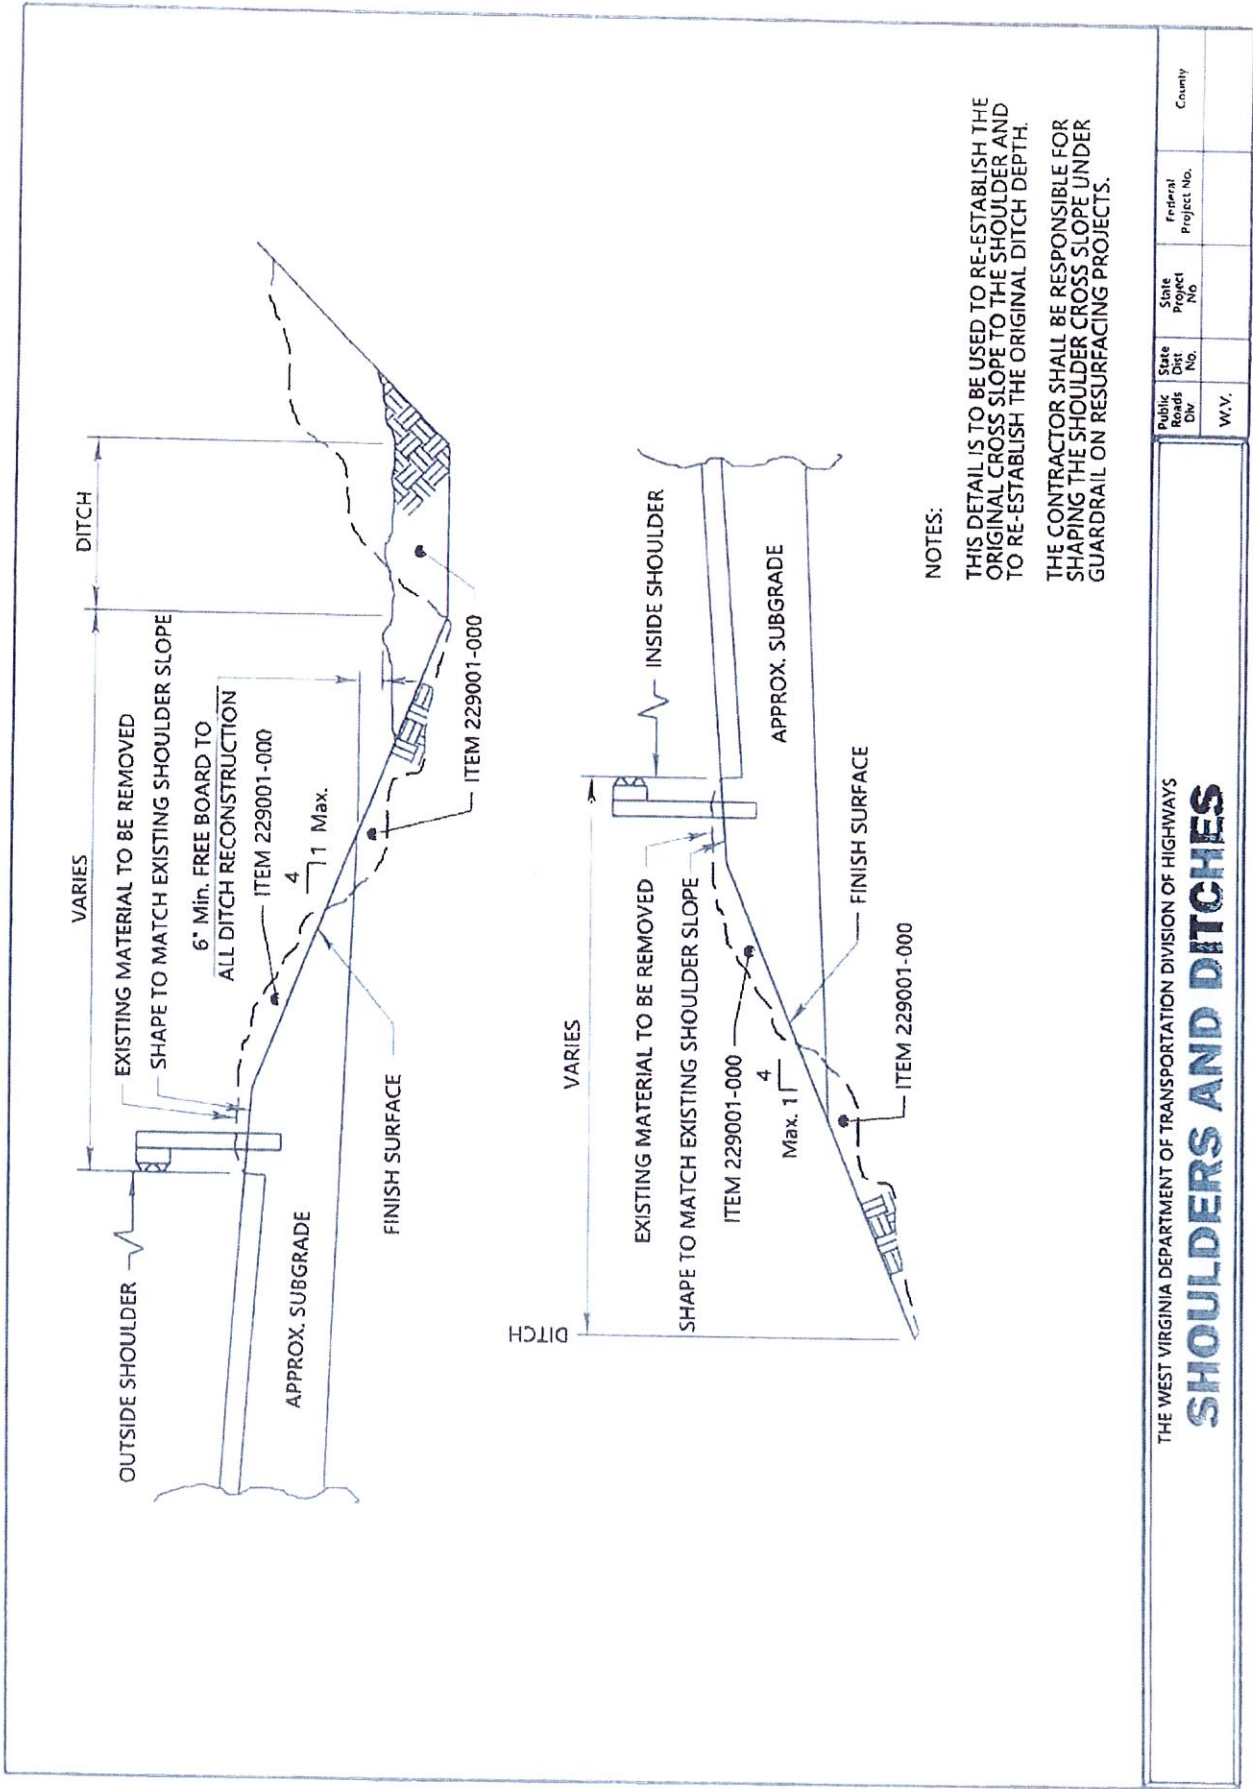 VARIES
DITCH
OUTSIDE SHOULDER
EXISTING MATERIAL TO BE REMOVED
SHAPE TO MATCH EXISTING SHOULDER SLOPE
6" Min. FREE BOARD TO
ALL DITCH RECONSTRUCTION
ITEM 229001-000
4
1 Max.
APPROX. SUBGRADE
FINISH SURFACE
ITEM 229001-000
DITCH
VARIES
INSIDE SHOULDER
EXISTING MATERIAL TO BE REMOVED
SHAPE TO MATCH EXISTING SHOULDER SLOPE
ITEM 229001-000
4
Max. 1
APPROX. SUBGRADE
FINISH SURFACE
ITEM 229001-000
NOTES:
THIS DETAIL IS TO BE USED TO RE-ESTABLISH THE
ORIGINAL CROSS SLOPE TO THE SHOULDER AND
TO RE-ESTABLISH THE ORIGINAL DITCH DEPTH.
THE CONTRACTOR SHALL BE RESPONSIBLE FOR
SHAPING THE SHOULDER CROSS SLOPE UNDER
GUARDRAIL ON RESURFACING PROJECTS.
THE WEST VIRGINIA DEPARTMENT OF TRANSPORTATION DIVISION OF HIGHWAYS
SHOULDERS AND DITCHES
Public
Roads
Div
State
Dist
No.
State
Project
No
Federal
Project No.
County
W.V.